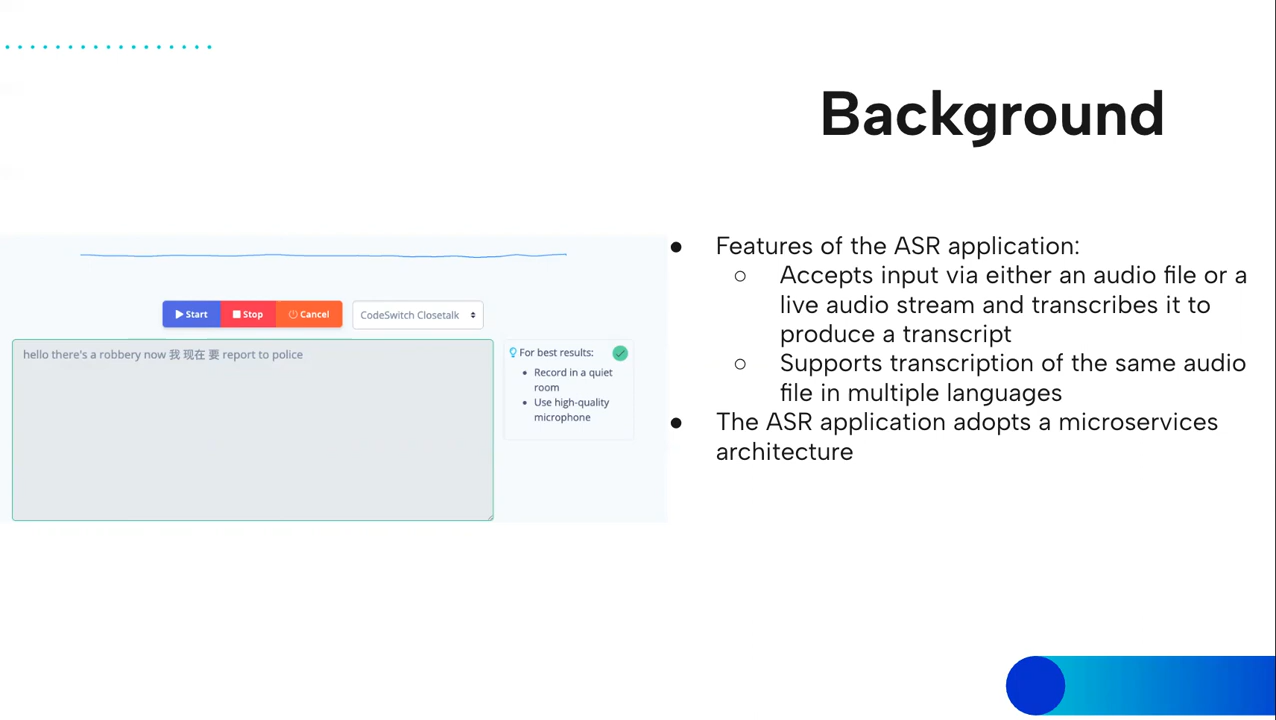 Background
Start
Stop
Cancel
CodeSwitch Closetalk
hello there's a robbery now 我 现在 要 report to police
For best results:
• Record in a quiet
room
• Use high-quality
microphone
● Features of the ASR application:
○ Accepts input via either an audio file or a
live audio stream and transcribes it to
produce a transcript
○ Supports transcription of the same audio
file in multiple languages
● The ASR application adopts a microservices
architecture